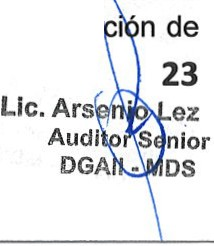 ción de
23
Lic. Arsenio Lez
Auditor Senior
DGAII - MDS